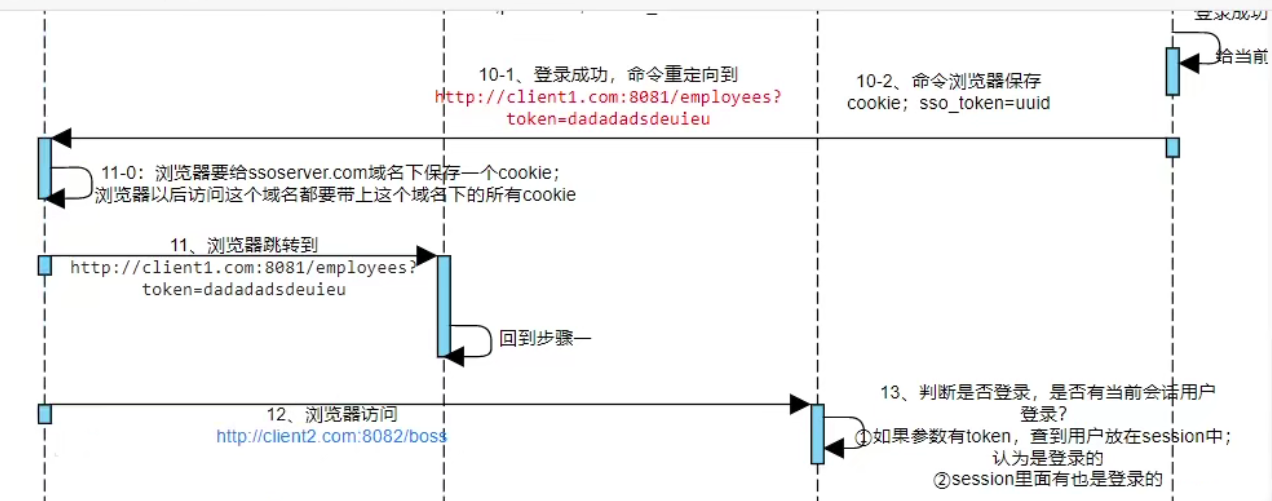 登录成功
给当前
10-1、登录成功，命令重定向到
http://client1.com:8081/employees?
token=dadadadsdeuieu
10-2、命令浏览器保存
cookie；sso_token=uuid
11-0：浏览器要给ssoserver.com域名下保存一个cookie；
浏览器以后访问这个域名都要带上这个域名下的所有cookie
11、浏览器跳转到
http://client1.com:8081/employees?
token=dadadadsdeuieu
回到步骤一
12、浏览器访问
http://client2.com:8082/boss
13、判断是否登录，是否有当前会话用户
登录？
①如果参数有token，查到用户放在session中；
认为是登录的
②session里面有也是登录的